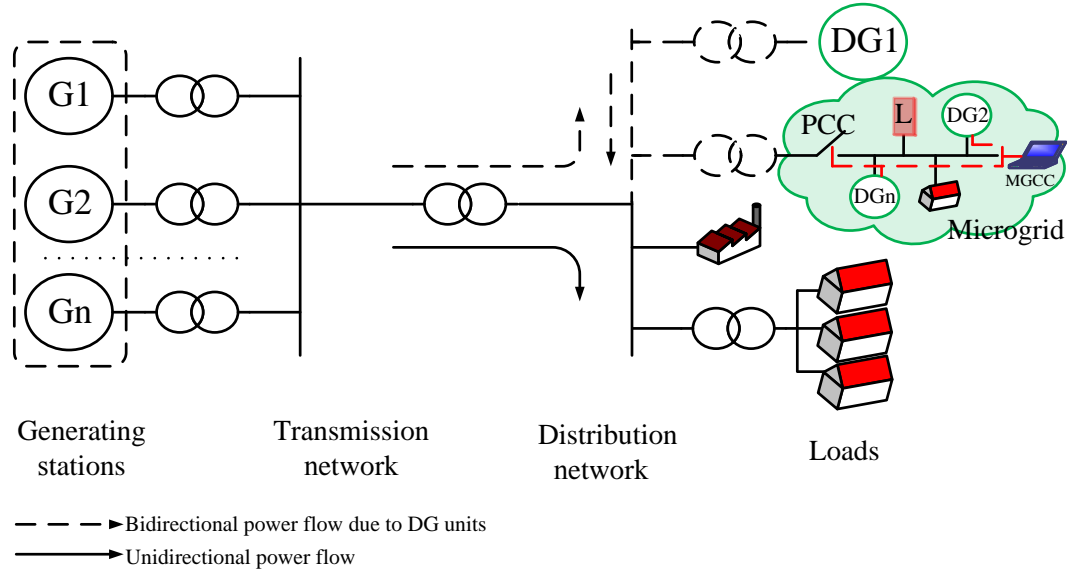 G1
G2
Gn
DG1
PCC
L
DG2
DGn
MGCC
Microgrid
Generating
stations
Transmission
network
Distribution
network
Loads
Bidirectional power flow due to DG units
Unidirectional power flow